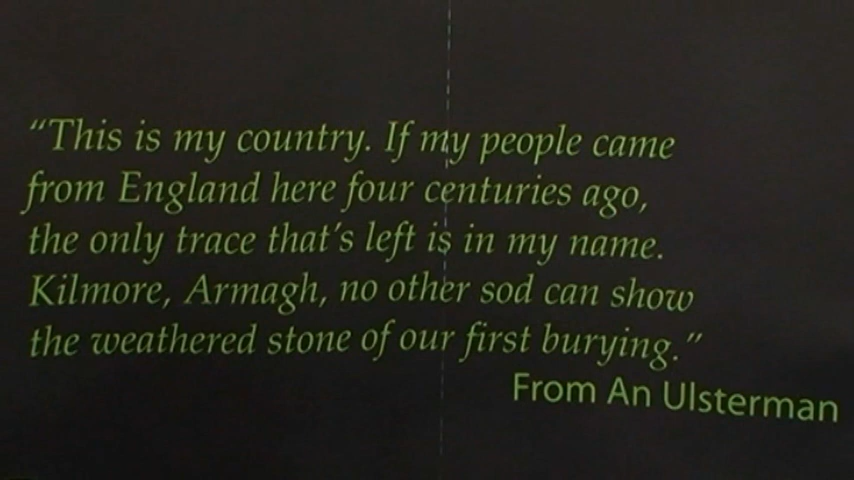 “This is my country. If my people came
from England here four centuries ago,
the only trace that’s left is in my name.
Kilmore, Armagh, no other sod can show
the weathered stone of our first burying.”
From An Ulsterman